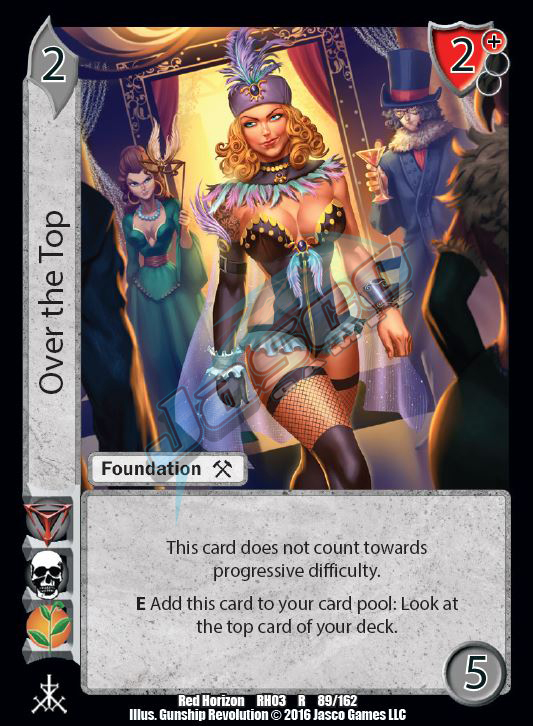 2
2
+
Over the Top
JASCO
Foundation
This card does not count towards
progressive difficulty.
E Add this card to your card pool: Look at
the top card of your deck.
5
Red Horizon RH03 R 89/162
Illus. Gunship Revolution © 2016 Jasco Games LLC